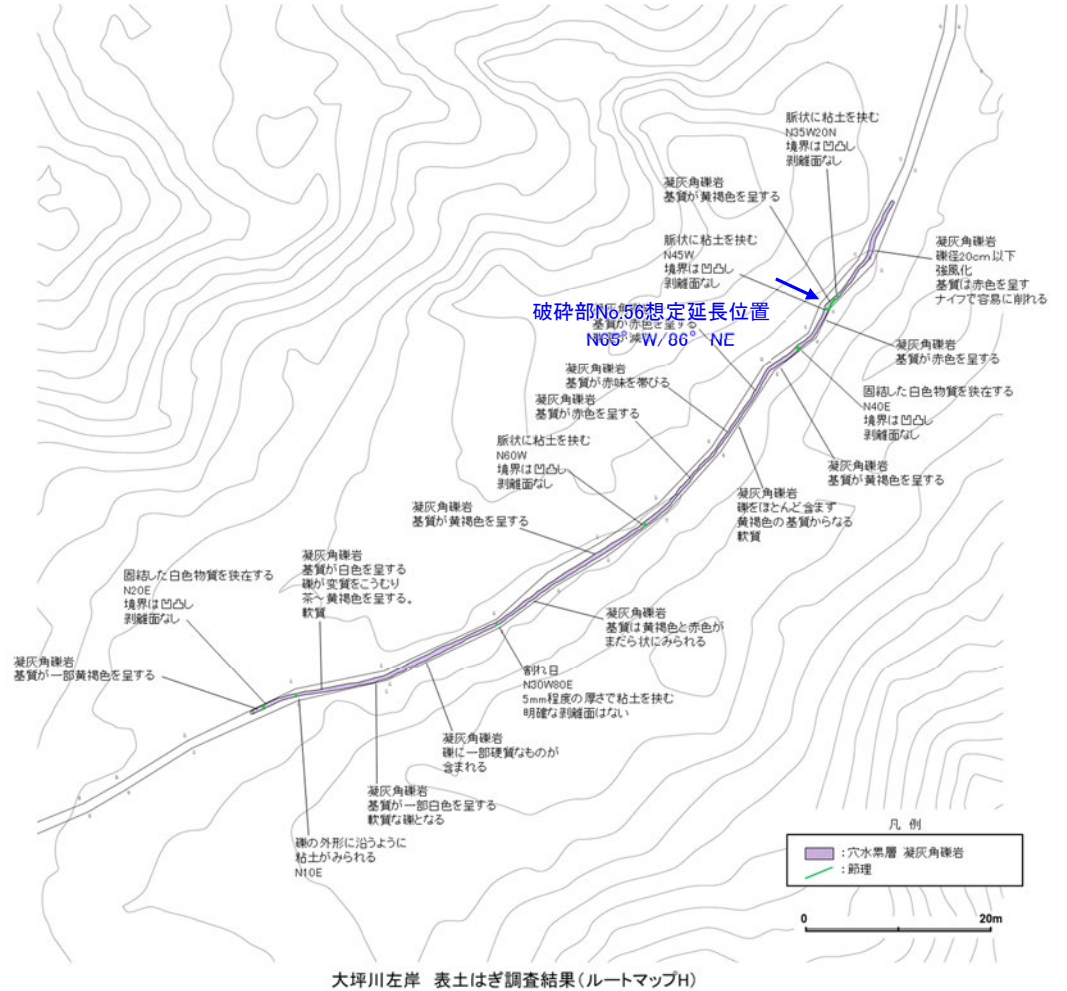 脈状に粘土を挟む
N35W20N
境界は凹凸し
剥離面なし
凝灰角礫岩
基質が黄褐色を呈する
脈状に粘土を挟む
N45W
境界は凹凸し
剥離面なし
凝灰角礫岩
礫径20cm以下
強風化
基質は赤色を呈す
ナイフで容易に削れる
破砕部No.56想定延長位置
N65° W/86° NE
基質が赤色を呈する
凝灰角礫岩
基質が赤色を呈する
凝灰角礫岩
基質が赤味を帯びる
凝灰角礫岩
基質が赤色を呈する
固結した白色物質を狭在する
N40E
境界は凹凸し
剥離面なし
脈状に粘土を挟む
N60W
境界は凹凸し
剥離面なし
凝灰角礫岩
基質が黄褐色を呈する
凝灰角礫岩
礫をほとんど含まず
黄褐色の基質からなる
軟質
凝灰角礫岩
基質が黄褐色を呈する
凝灰角礫岩
基質が白色を呈する
礫が変質をこうむり
茶~黄褐色を呈する。
軟質
固結した白色物質を狭在する
N20E
境界は凹凸し
剥離面なし
凝灰角礫岩
基質は黄褐色と赤色が
まだら状にみられる
凝灰角礫岩
基質が一部黄褐色を呈する
割れ目
N30W80E
5mm程度の厚さで粘土を挟む
明確な剥離面はない
凝灰角礫岩
礫に一部硬質なものが
含まれる
凝灰角礫岩
基質が一部白色を呈する
軟質な礫となる
礫の外形に沿うように
粘土がみられる
N10E
凡 例
:穴水累層 凝灰角礫岩
:節理
0 20m
大坪川左岸 表土はぎ調査結果(ルートマップH)